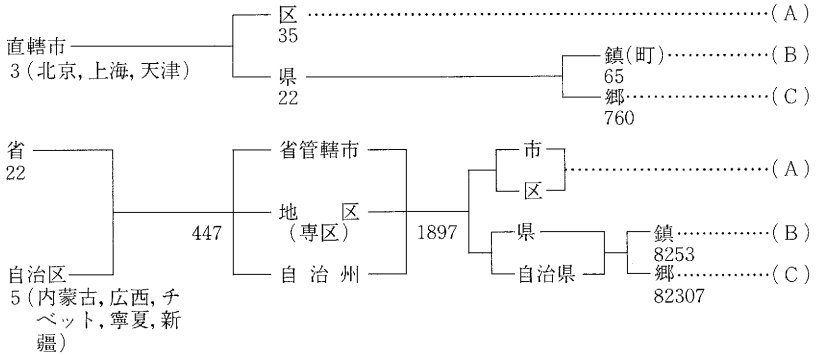 区 (A)
35
直轄市
3(北京,上海,天津)
鎮(町) (B)
65
県
22
郷 (C)
760
省
22
省管轄市
市
(A)
区
447
地区
(専区)
1897
県
鎮 (B)
8253
自治区
自治州
自治県
郷 (C)
82307
5(内蒙古,広西,チ
ベット,寧夏,新
疆)